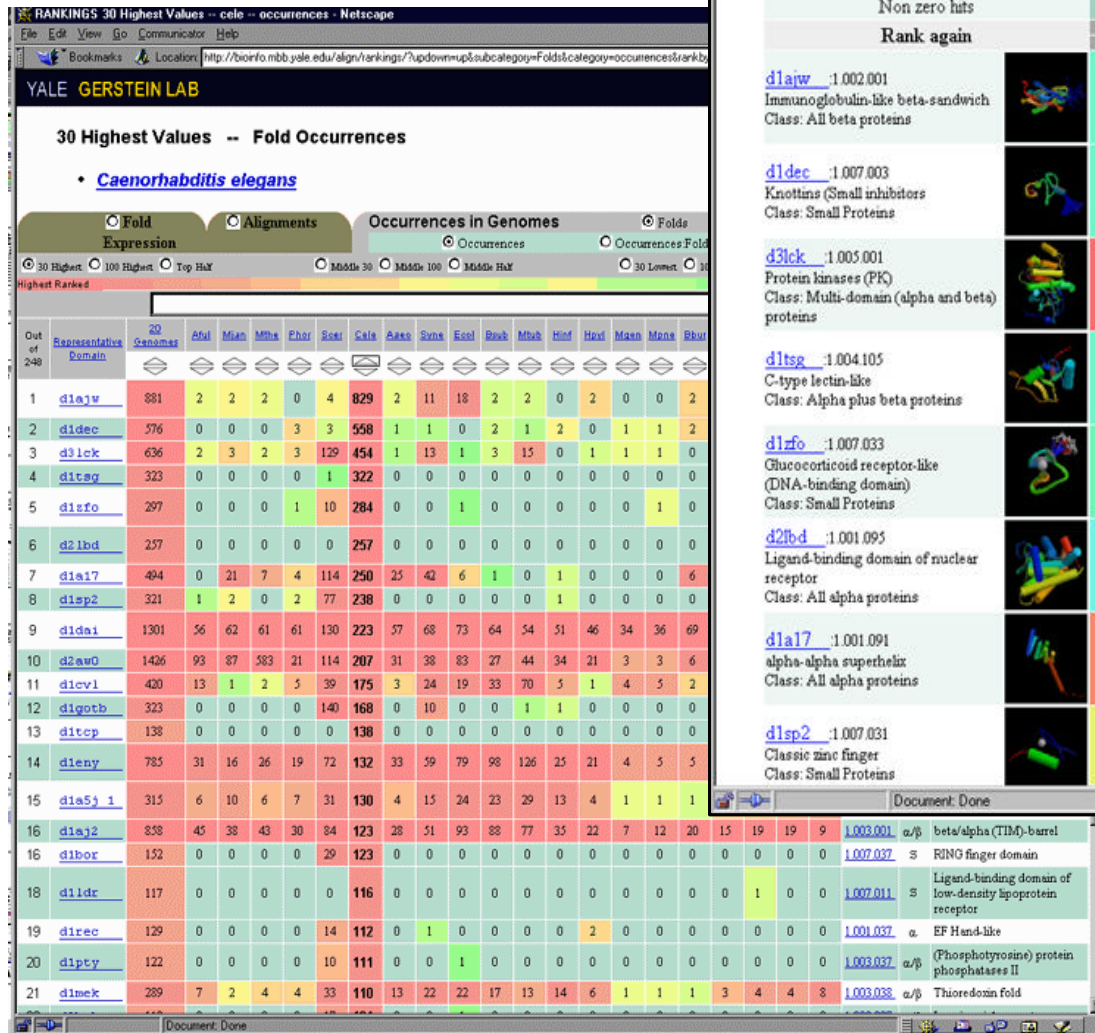 RANKINGS 30 Highest Values -- cele -- occurrences - Netscape
File Edit View Go Communicator Help
Bookmarks Location: http://bioinfo.mbb.yale.edu/align/rankings/?updown=up&subcategory=Folds&category=occurrences&rankby
YALE GERSTEIN LAB
30 Highest Values -- Fold Occurrences
• Caenorhabditis elegans
Fold Expression Alignments Occurrences in Genomes Folds
Occurrences Occurrences:Fold
30 Highest 100 Highest Top Half Middle 30 Middle 100 Middle Half 30 Lowest
Highest Ranked
Out of 248 Representative Domain 20 Genomes Aful Mjan Mthe Phor Scer Cele Aaeo Syne Ecol Bsub Mtub Hinf Hpyl Mgen Mpne Bbur
1 d1ajw__ 881 2 2 2 0 4 829 2 11 18 2 2 0 2 0 0 2
2 d1dec__ 576 0 0 0 3 3 558 1 1 0 2 1 2 0 1 1 2
3 d3lck__ 636 2 3 2 3 129 454 1 13 1 3 15 0 1 1 1 0
4 d1tsg__ 323 0 0 0 0 1 322 0 0 0 0 0 0 0 0 0 0
5 d1zfo__ 297 0 0 0 1 10 284 0 0 1 0 0 0 0 0 1 0
6 d2lbd__ 257 0 0 0 0 0 257 0 0 0 0 0 0 0 0 0 0
7 d1a17__ 494 0 21 7 4 114 250 25 42 6 1 0 1 0 0 0 6
8 d1sp2__ 321 1 2 0 2 77 238 0 0 0 0 0 1 0 0 0 0
9 d1dai__ 1301 56 62 61 61 130 223 57 68 73 64 54 51 46 34 36 69
10 d2aw0__ 1426 93 87 583 21 114 207 31 38 83 27 44 34 21 3 3 6
11 d1cvl__ 420 13 1 2 5 39 175 3 24 19 33 70 5 1 4 5 2
12 d1gotb_ 323 0 0 0 0 140 168 0 10 0 0 1 1 0 0 0 0
13 d1tcp__ 138 0 0 0 0 0 138 0 0 0 0 0 0 0 0 0 0
14 d1eny__ 785 31 16 26 19 72 132 33 59 79 98 126 25 21 4 5 5
15 d1a5j_1 315 6 10 6 7 31 130 4 15 24 23 29 13 4 1 1 1
16 d1aj2__ 858 45 38 43 30 84 123 28 51 93 88 77 35 22 7 12 20 15 19 19 9 1.003.001 α/β beta/alpha (TIM)-barrel
16 d1bor__ 152 0 0 0 0 29 123 0 0 0 0 0 0 0 0 0 0 0 0 0 0 1.007.037 S RING finger domain
18 d1ldr__ 117 0 0 0 0 0 116 0 0 0 0 0 0 0 0 0 0 0 1 0 0 1.007.011 S Ligand-binding domain of low-density lipoprotein receptor
19 d1rec__ 129 0 0 0 0 14 112 0 1 0 0 0 0 2 0 0 0 0 0 0 0 1.001.037 α EF Hand-like
20 d1pty__ 122 0 0 0 0 10 111 0 0 1 0 0 0 0 0 0 0 0 0 0 0 1.003.037 α/β (Phosphotyrosine) protein phosphatases II
21 d1mek__ 289 7 2 4 4 33 110 13 22 22 17 13 14 6 1 1 1 3 4 4 8 1.003.038 α/β Thioredoxin fold
Document: Done
Non zero hits
Rank again
d1ajw__:1.002.001
Immunoglobulin-like beta-sandwich
Class: All beta proteins
d1dec__:1.007.003
Knottins (Small inhibitors
Class: Small Proteins
d3lck__:1.005.001
Protein kinases (PK)
Class: Multi-domain (alpha and beta)
proteins
d1tsg__:1.004.105
C-type lectin-like
Class: Alpha plus beta proteins
d1zfo__:1.007.033
Glucocorticoid receptor-like
(DNA-binding domain)
Class: Small Proteins
d2lbd__:1.001.095
Ligand-binding domain of nuclear
receptor
Class: All alpha proteins
d1a17__:1.001.091
alpha-alpha superhelix
Class: All alpha proteins
d1sp2__:1.007.031
Classic zinc finger
Class: Small Proteins
Document: Done